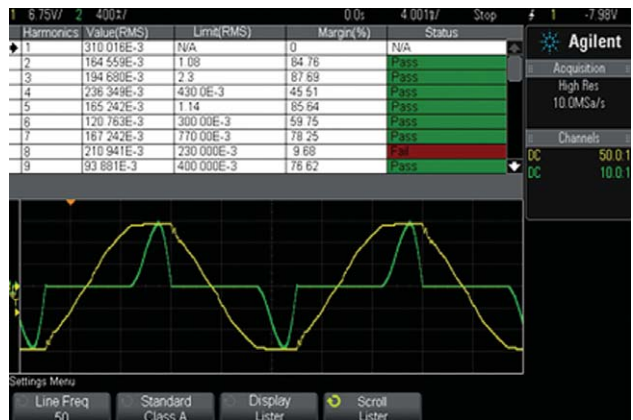 1 6.75V/ 2 400%/ 0.0s 4.001%/ Stop 1 -7.98V
Harmonics Value(RMS) Limit(RMS) Margin(%) Status
1 310 016E-3 N/A 0 N/A
2 164 559E-3 1.08 84 76 Pass
3 194 680E-3 2.3 87 69 Pass
4 236 349E-3 430 0E-3 45 51 Pass
5 165 242E-3 1.14 85 64 Pass
6 120 763E-3 300 00E-3 59 75 Pass
7 167 242E-3 770 00E-3 78 25 Pass
8 210 941E-3 230 000E-3 9 68 Fail
9 93 881E-3 400 000E-3 76 62 Pass
Agilent
Acquisition
High Res
10.0MSa/s
Channels
DC 50.0:1
DC 10.0:1
Settings Menu
Line Freq
50
Standard
Class A
Display
Lister
Scroll
Lister